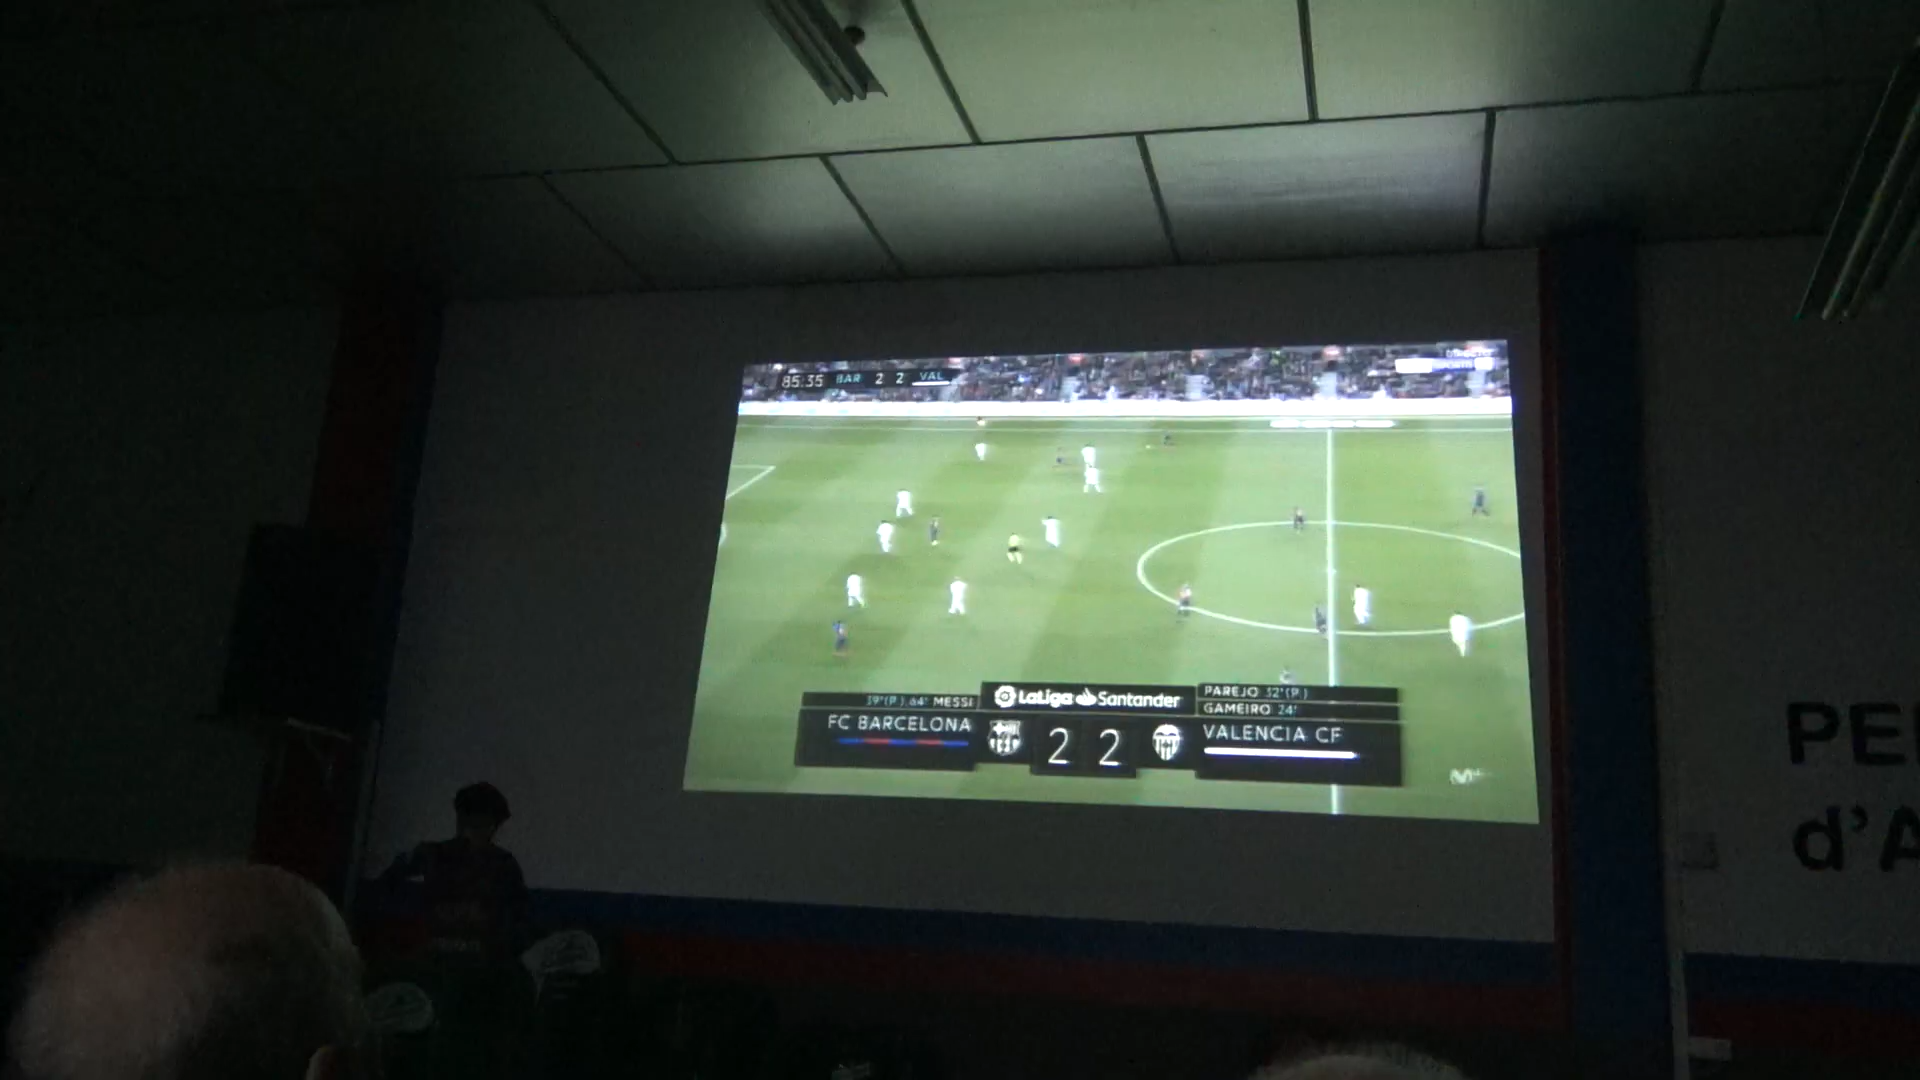 85:35 BAR 2 2 VAL
LaLiga Santander
39'(P.), 64' MESSI
FC BARCELONA
2 2
PAREJO 32'(P.)
GAMEIRO 24'
VALENCIA CF
M+
d'A